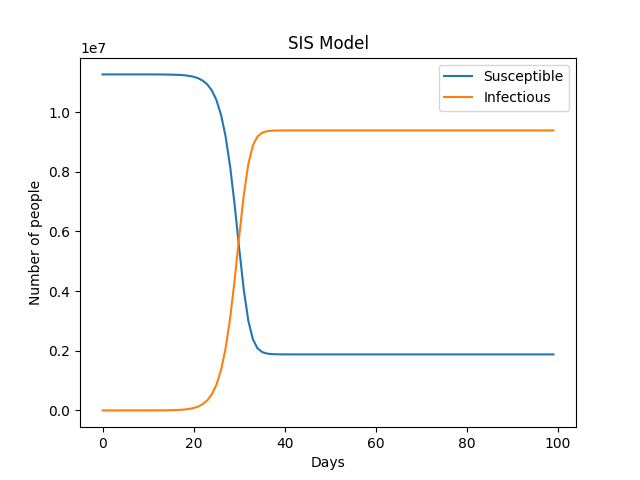 SIS Model
1e7
Susceptible
Infectious
1.0
0.8
0.6
0.4
0.2
0.0
Number of people
0 20 40 60 80 100
Days